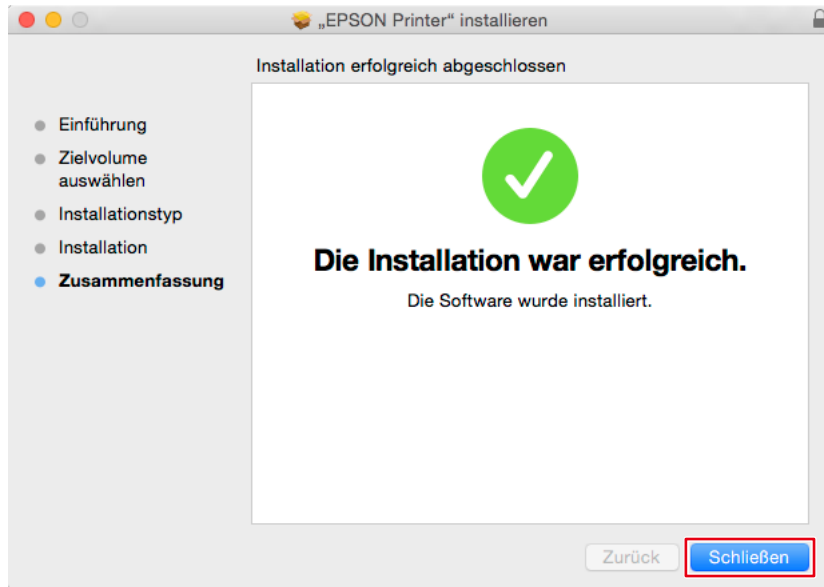 „EPSON Printer“ installieren
Installation erfolgreich abgeschlossen
Einführung
Zielvolume
auswählen
Installationstyp
Installation
Zusammenfassung
Die Installation war erfolgreich.
Die Software wurde installiert.
Zurück
Schließen